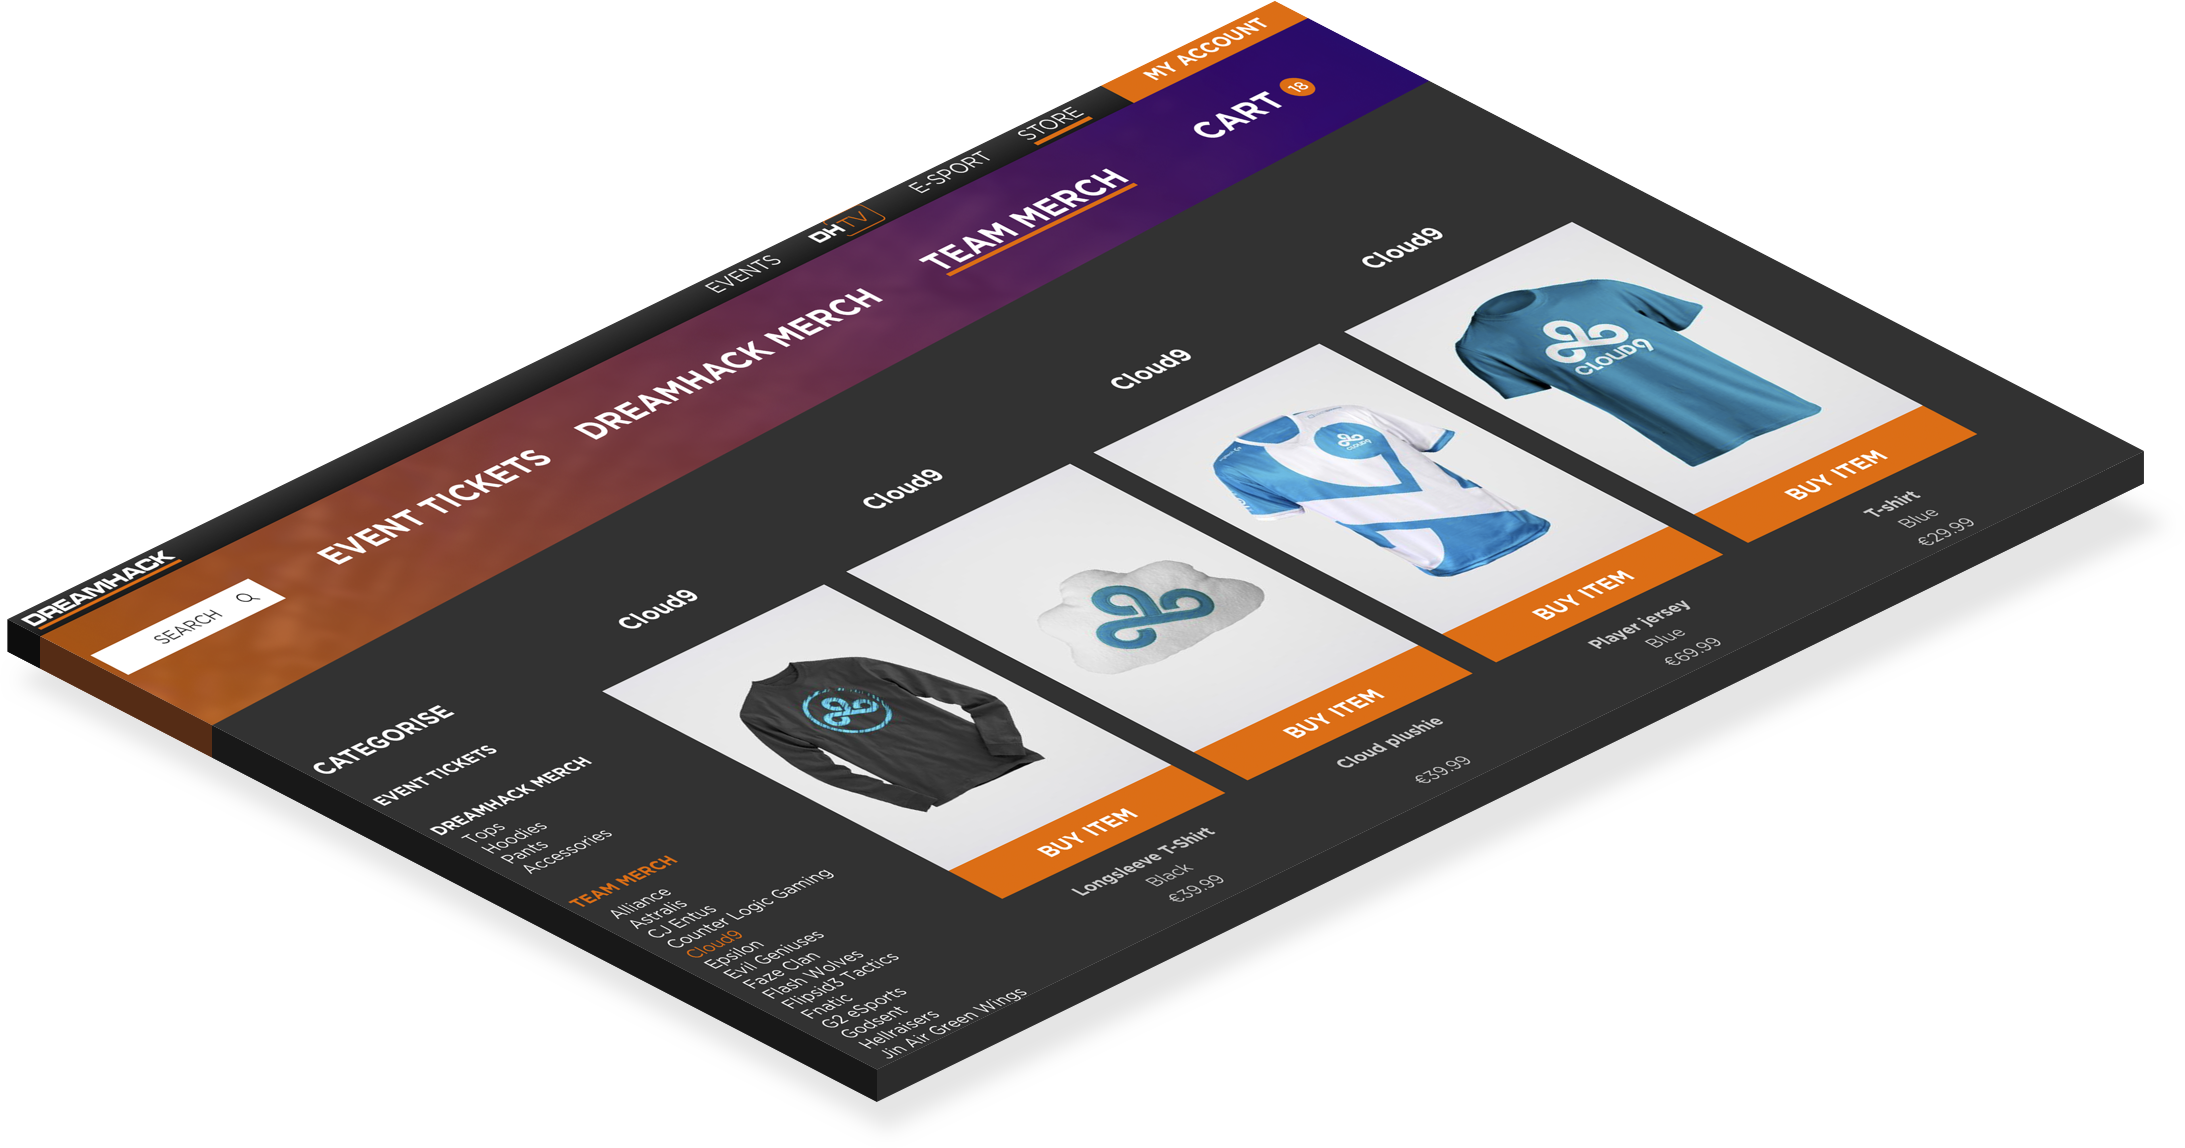 DREAMHACK
EVENTS
DHTV
E-SPORT
STORE
MY ACCOUNT
SEARCH
EVENT TICKETS
DREAMHACK MERCH
TEAM MERCH
CART 18
CATEGORISE
EVENT TICKETS
DREAMHACK MERCH
Tops
Hoodies
Pants
Accessories
TEAM MERCH
Alliance
Astralis
CJ Entus
Counter Logic Gaming
Cloud9
Epsilon
Evil Geniuses
Faze Clan
Flash Wolves
Flipsid3 Tactics
Fnatic
G2 eSports
Godsent
Hellraisers
Jin Air Green Wings
Cloud9
BUY ITEM
Longsleeve T-Shirt
Black
€39.99
Cloud9
BUY ITEM
Cloud plushie
€39.99
Cloud9
CLOUD9
BUY ITEM
Player jersey
Blue
€69.99
Cloud9
CLOUD9
BUY ITEM
T-shirt
Blue
€29.99